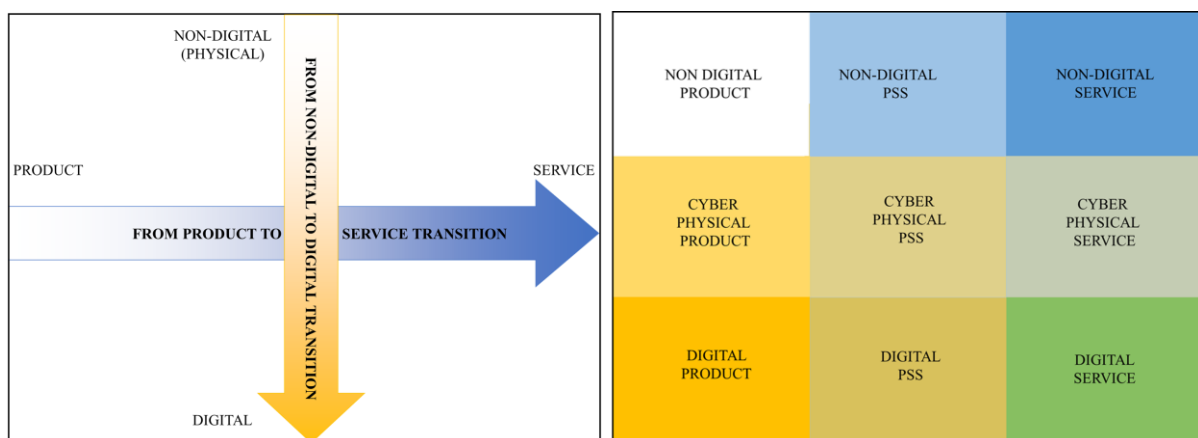 NON-DIGITAL
(PHYSICAL)
PRODUCT
SERVICE
FROM PRODUCT TO
SERVICE TRANSITION
FROM NON-DIGITAL TO DIGITAL TRANSITION
DIGITAL
NON DIGITAL
PRODUCT
NON-DIGITAL
PSS
NON-DIGITAL
SERVICE
CYBER
PHYSICAL
PRODUCT
CYBER
PHYSICAL
PSS
CYBER
PHYSICAL
SERVICE
DIGITAL
PRODUCT
DIGITAL
PSS
DIGITAL
SERVICE